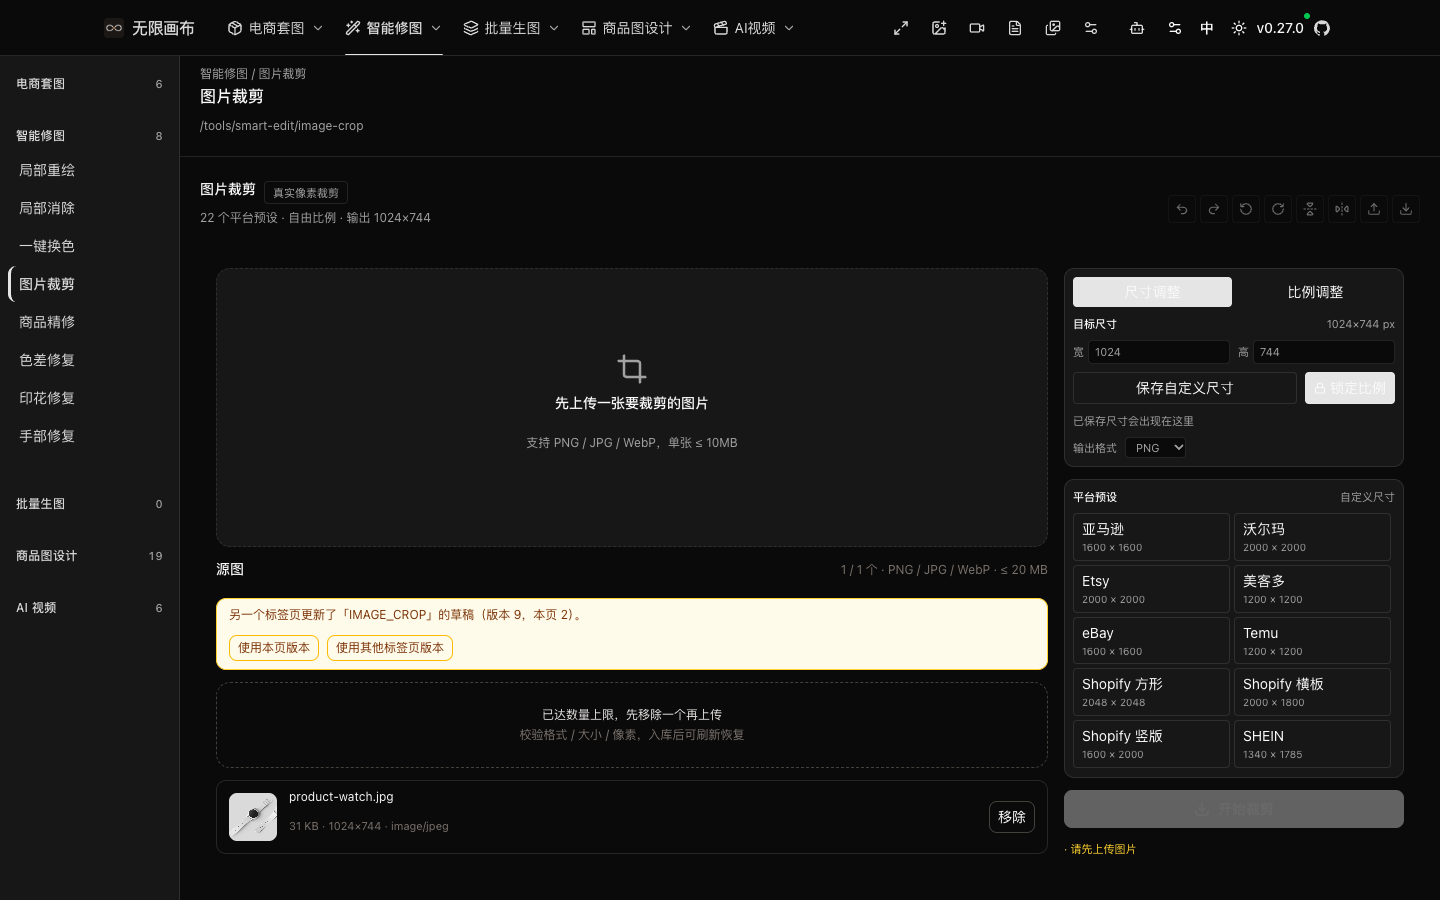 无限画布
电商套图
智能修图
批量生图
商品图设计
AI视频
中
v0.27.0
电商套图 6
智能修图 8
局部重绘
局部消除
一键换色
图片裁剪
商品精修
色差修复
印花修复
手部修复
批量生图 0
商品图设计 19
AI 视频 6
智能修图 / 图片裁剪
图片裁剪
/tools/smart-edit/image-crop
图片裁剪 真实像素裁剪
22 个平台预设 · 自由比例 · 输出 1024×744
先上传一张要裁剪的图片
支持 PNG / JPG / WebP，单张 ≤ 10MB
源图 1 / 1 个 · PNG / JPG / WebP · ≤ 20 MB
另一个标签页更新了「IMAGE_CROP」的草稿（版本 9，本页 2）。
使用本页版本 使用其他标签页版本
已达数量上限，先移除一个再上传
校验格式 / 大小 / 像素，入库后可刷新恢复
product-watch.jpg
31 KB · 1024×744 · image/jpeg
移除
尺寸调整 比例调整
目标尺寸 1024×744 px
宽 1024 高 744
保存自定义尺寸 锁定比例
已保存尺寸会出现在这里
输出格式 PNG
平台预设 自定义尺寸
亚马逊
1600 × 1600
沃尔玛
2000 × 2000
Etsy
2000 × 2000
美客多
1200 × 1200
eBay
1600 × 1600
Temu
1200 × 1200
Shopify 方形
2048 × 2048
Shopify 横板
2000 × 1800
Shopify 竖版
1600 × 2000
SHEIN
1340 × 1785
开始裁剪
· 请先上传图片